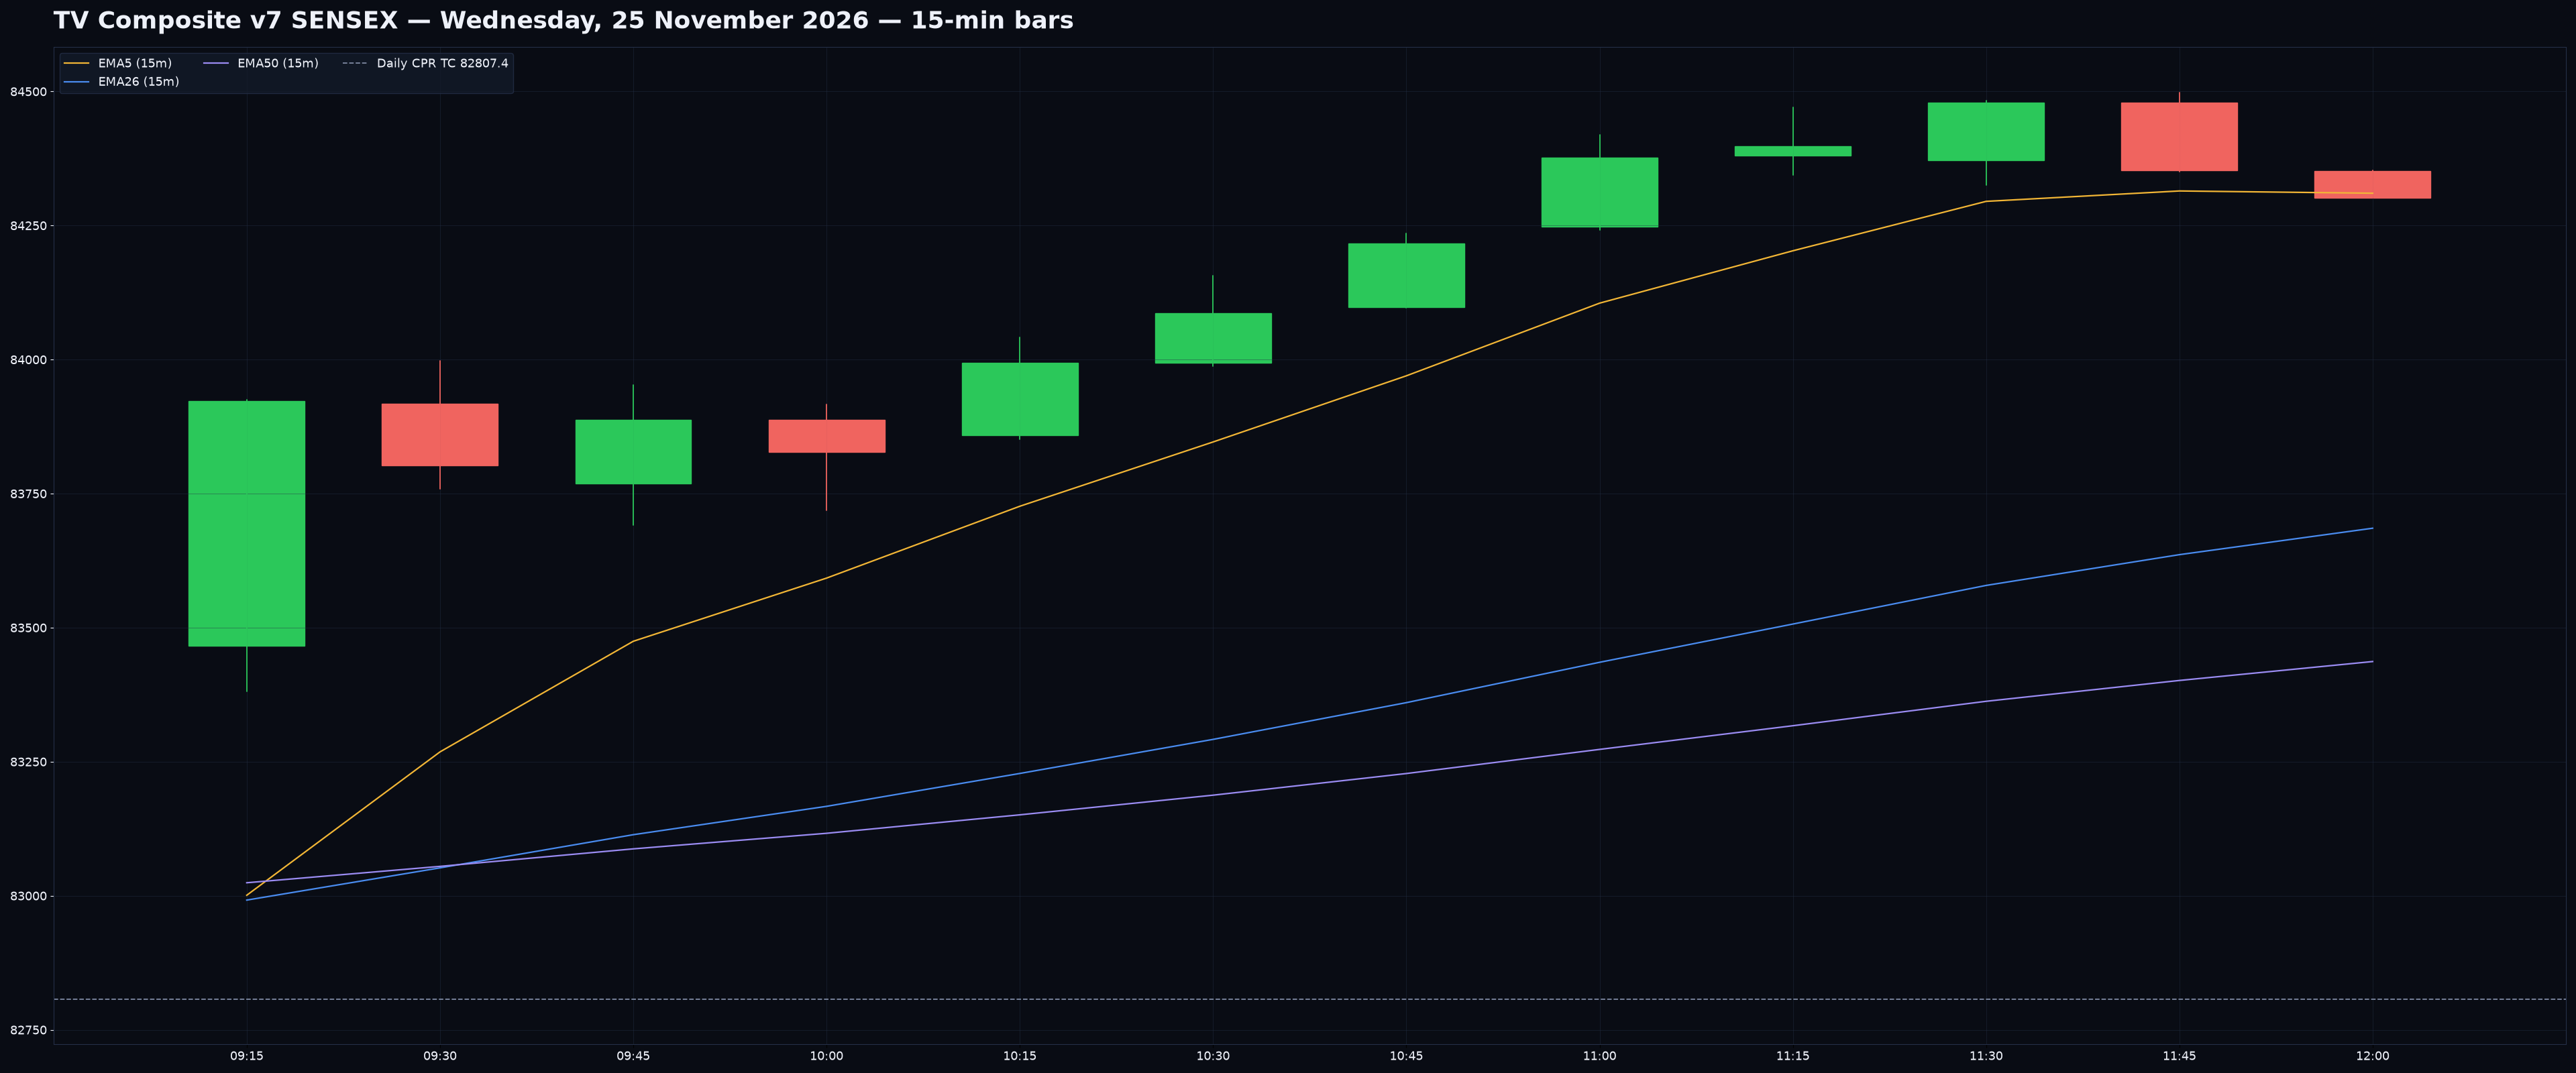 TV Composite v7 SENSEX — Wednesday, 25 November 2026 — 15-min bars
EMA5 (15m) EMA50 (15m) Daily CPR TC 82807.4
EMA26 (15m)
84500
84250
84000
83750
83500
83250
83000
82750
09:15 09:30 09:45 10:00 10:15 10:30 10:45 11:00 11:15 11:30 11:45 12:00